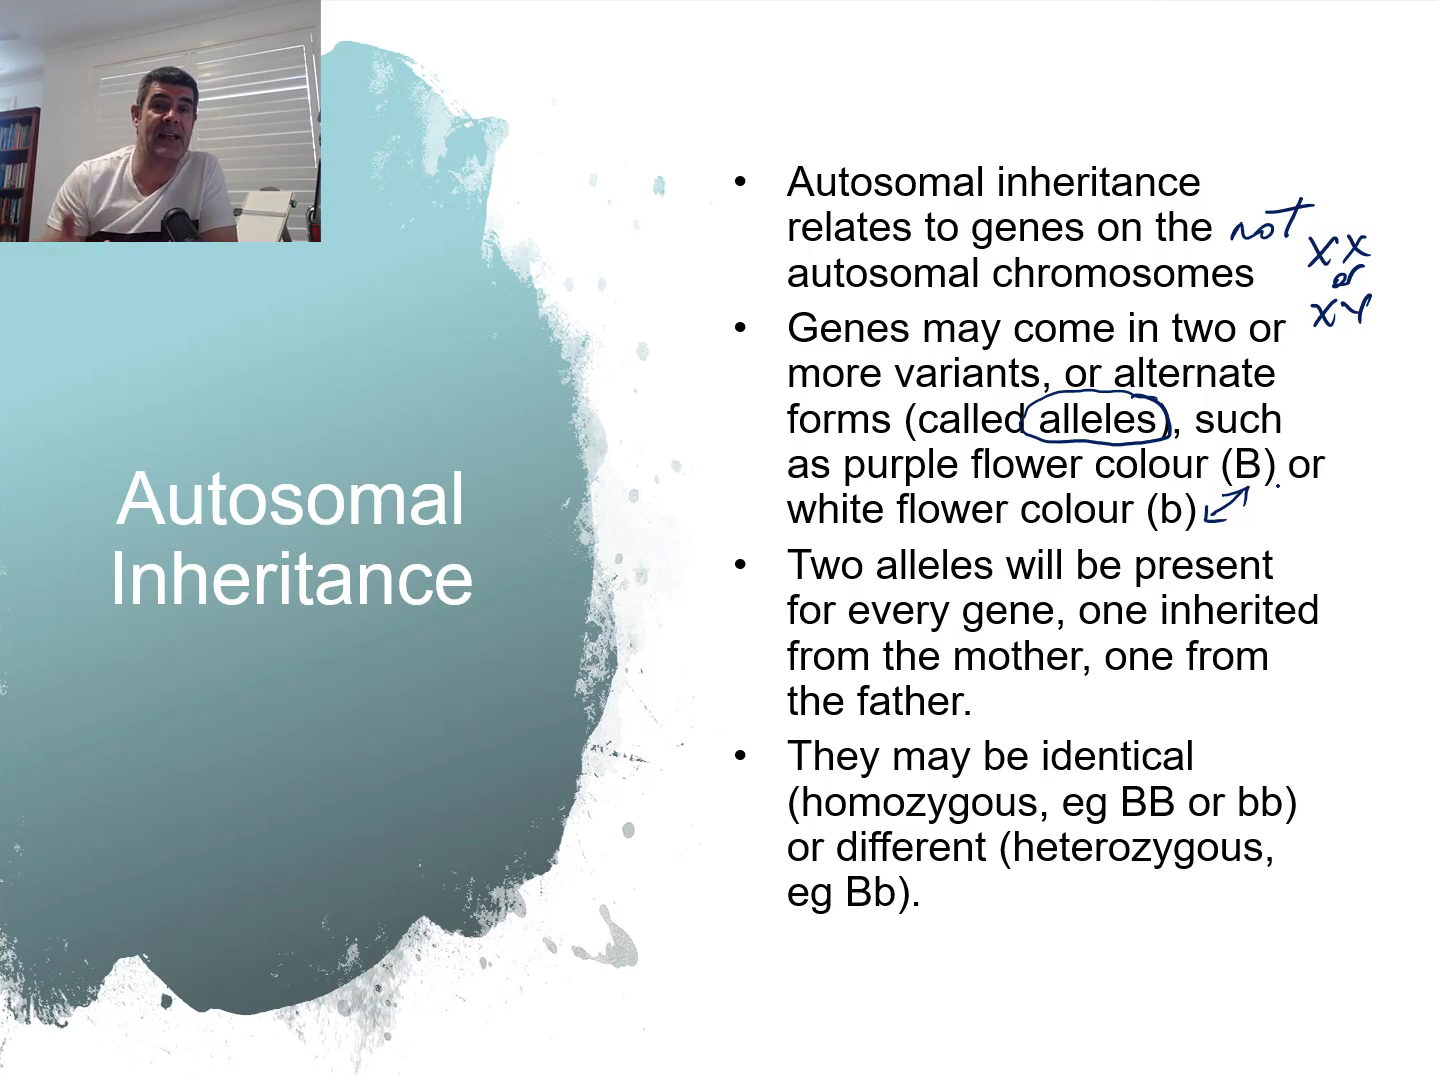 Autosomal
Inheritance
• Autosomal inheritance
relates to genes on the not XX
autosomal chromosomes or
XY
• Genes may come in two or
more variants, or alternate
forms (called alleles), such
as purple flower colour (B) or
white flower colour (b)
• Two alleles will be present
for every gene, one inherited
from the mother, one from
the father.
• They may be identical
(homozygous, eg BB or bb)
or different (heterozygous,
eg Bb).